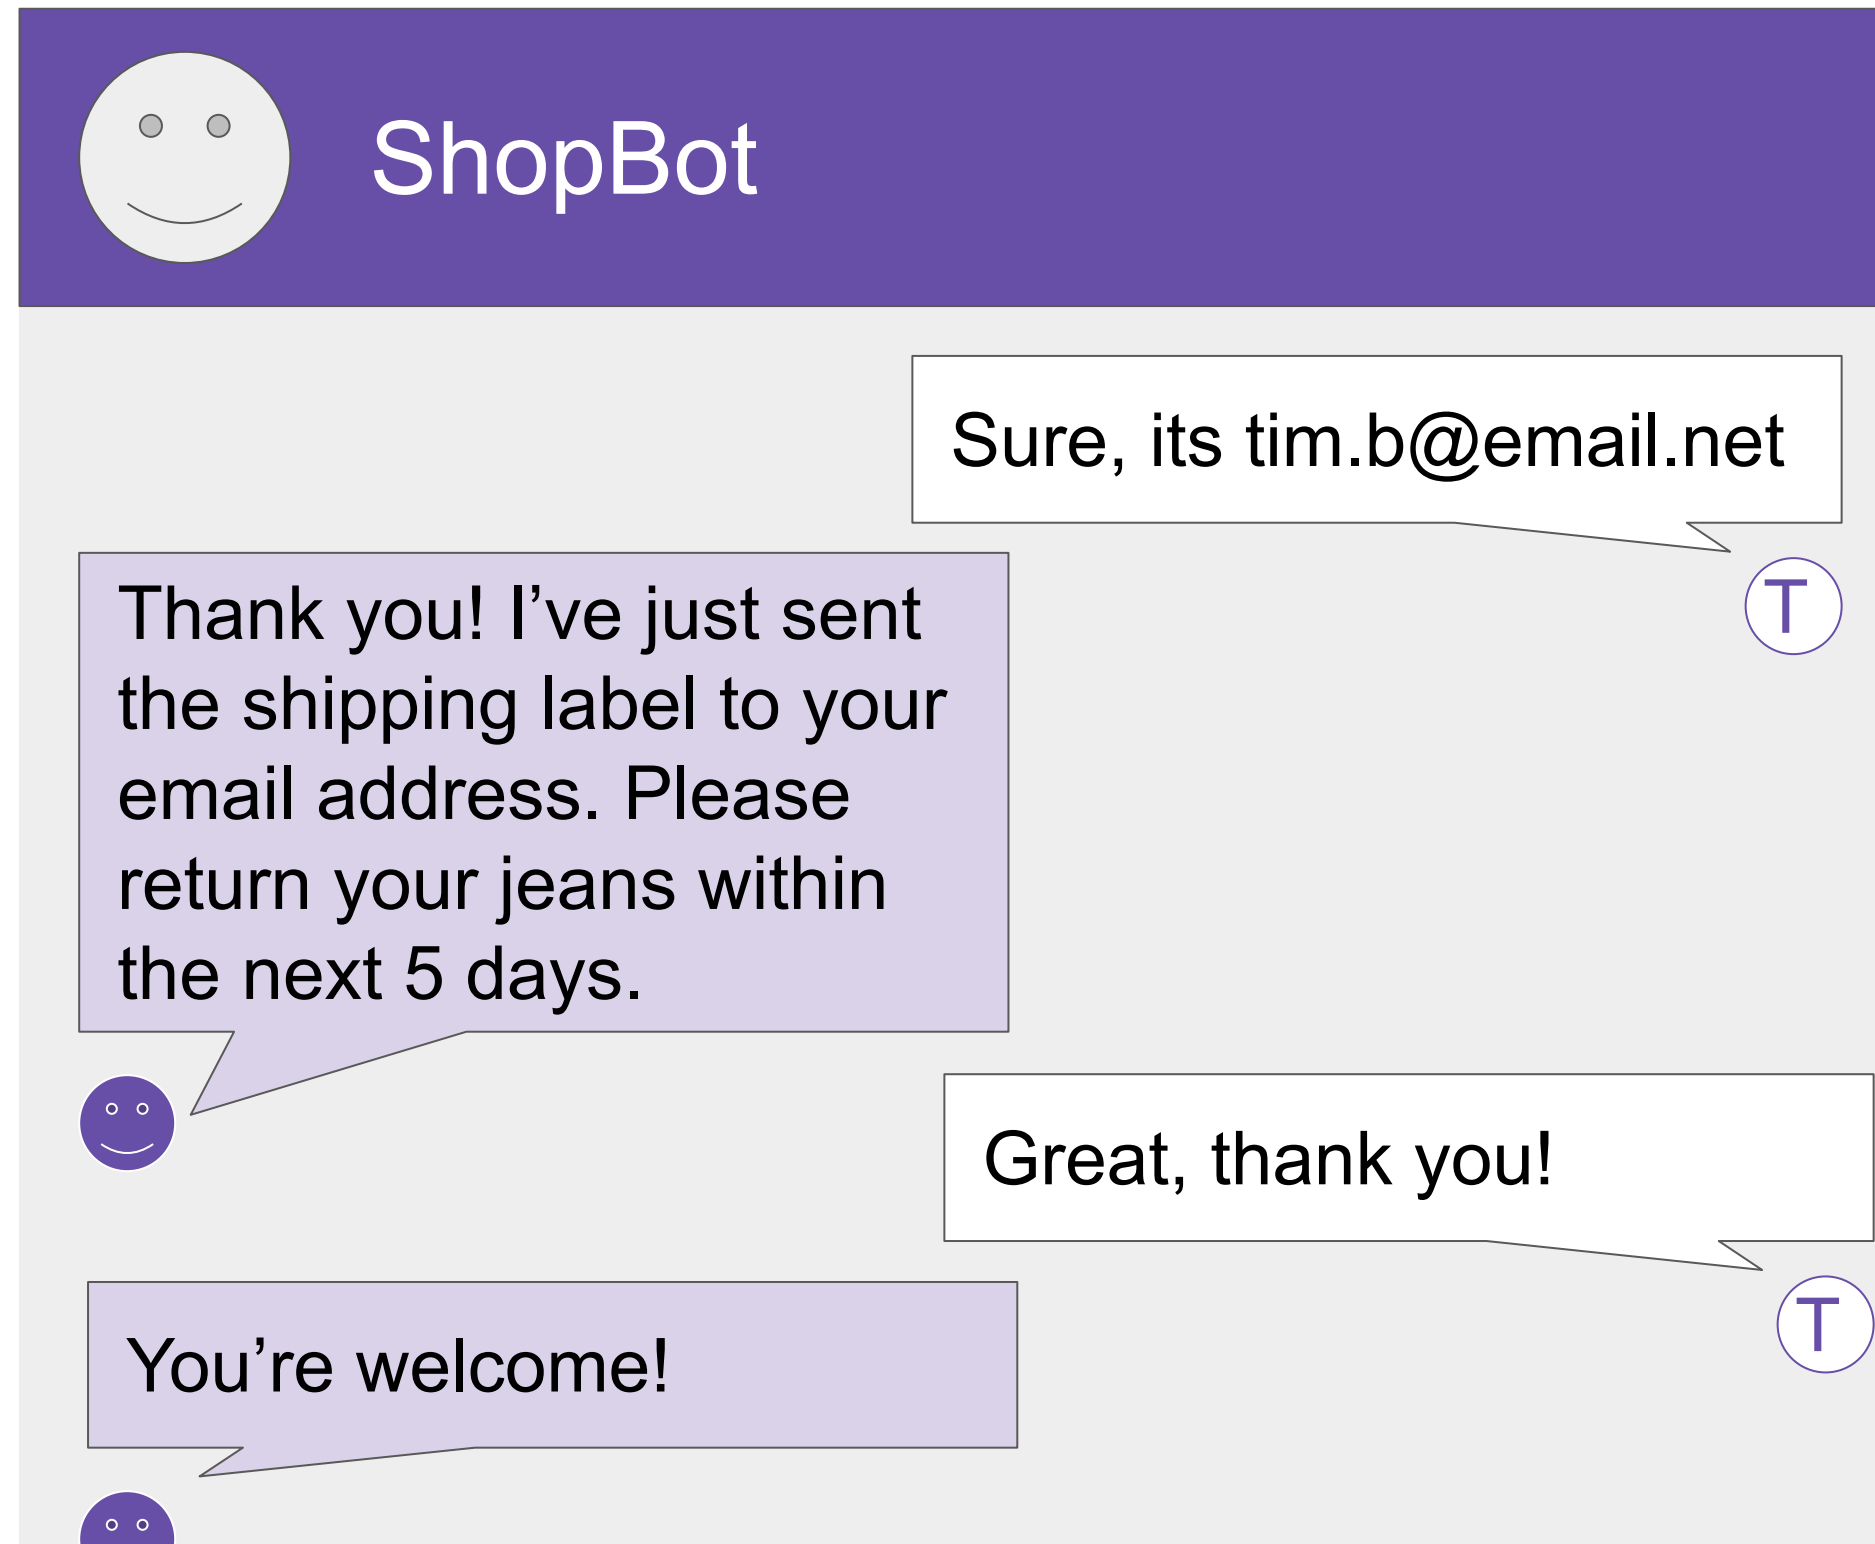 ShopBot
Sure, its tim.b@email.net
T
Thank you! I’ve just sent
the shipping label to your
email address. Please
return your jeans within
the next 5 days.
Great, thank you!
T
You’re welcome!